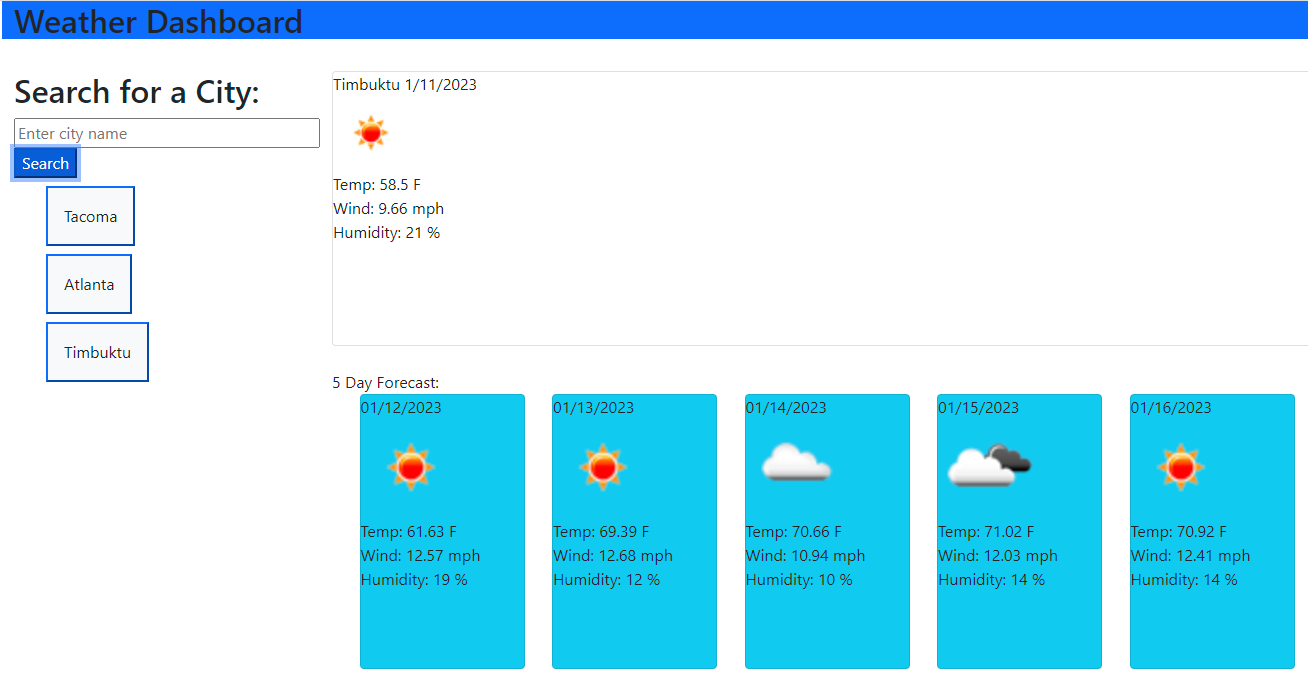 Weather Dashboard
Search for a City:
Enter city name
Search
Tacoma
Atlanta
Timbuktu
Timbuktu 1/11/2023
Temp: 58.5 F
Wind: 9.66 mph
Humidity: 21 %
5 Day Forecast:
01/12/2023
Temp: 61.63 F
Wind: 12.57 mph
Humidity: 19 %
01/13/2023
Temp: 69.39 F
Wind: 12.68 mph
Humidity: 12 %
01/14/2023
Temp: 70.66 F
Wind: 10.94 mph
Humidity: 10 %
01/15/2023
Temp: 71.02 F
Wind: 12.03 mph
Humidity: 14 %
01/16/2023
Temp: 70.92 F
Wind: 12.41 mph
Humidity: 14 %